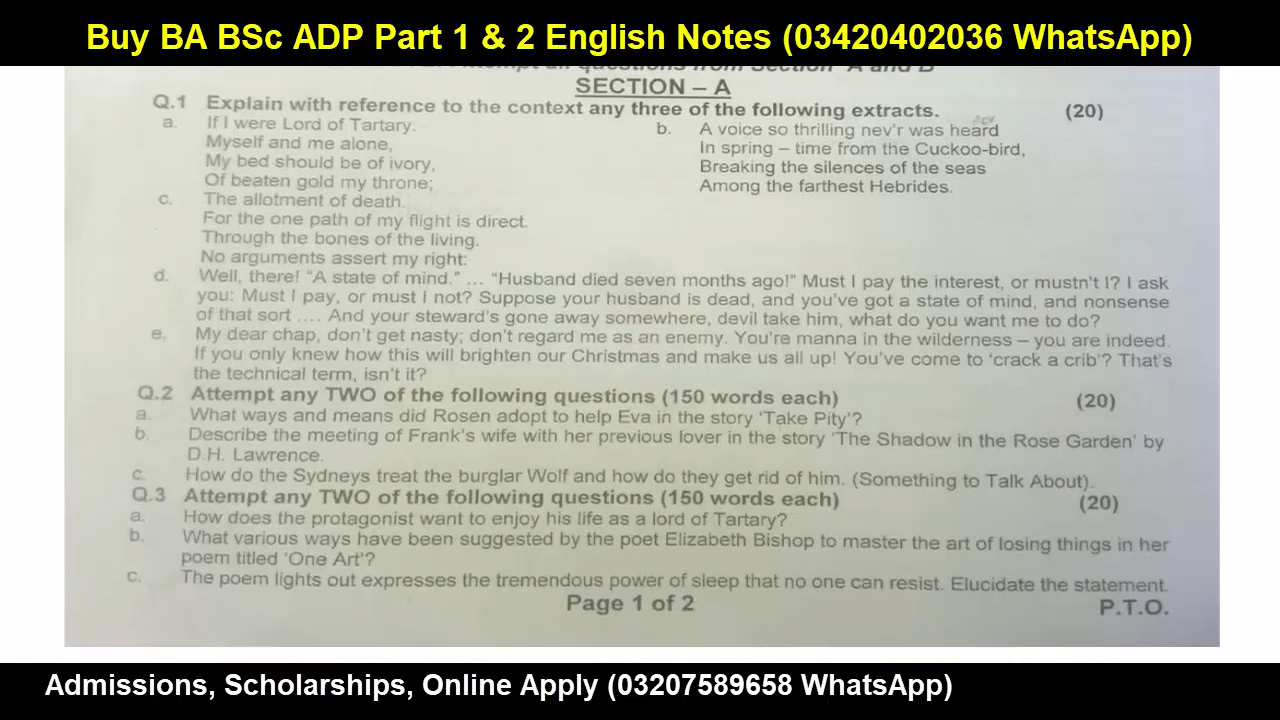 Buy BA BSc ADP Part 1 & 2 English Notes (03420402036 WhatsApp)
SECTION – A
Q.1 Explain with reference to the context any three of the following extracts. (20)
a. If I were Lord of Tartary.
Myself and me alone,
My bed should be of ivory,
Of beaten gold my throne;
b. A voice so thrilling nev'r was heard
In spring – time from the Cuckoo-bird,
Breaking the silences of the seas
Among the farthest Hebrides.
c. The allotment of death.
For the one path of my flight is direct.
Through the bones of the living.
No arguments assert my right:
d. Well, there! "A state of mind." ... "Husband died seven months ago!" Must I pay the interest, or mustn't I? I ask
you: Must I pay, or must I not? Suppose your husband is dead, and you've got a state of mind, and nonsense
of that sort .... And your steward's gone away somewhere, devil take him, what do you want me to do?
e. My dear chap, don't get nasty; don't regard me as an enemy. You're manna in the wilderness – you are indeed.
If you only knew how this will brighten our Christmas and make us all up! You've come to 'crack a crib'? That's
the technical term, isn't it?
Q.2 Attempt any TWO of the following questions (150 words each) (20)
a. What ways and means did Rosen adopt to help Eva in the story 'Take Pity'?
b. Describe the meeting of Frank's wife with her previous lover in the story 'The Shadow in the Rose Garden' by
D.H. Lawrence.
c. How do the Sydneys treat the burglar Wolf and how do they get rid of him. (Something to Talk About).
Q.3 Attempt any TWO of the following questions (150 words each) (20)
a. How does the protagonist want to enjoy his life as a lord of Tartary?
b. What various ways have been suggested by the poet Elizabeth Bishop to master the art of losing things in her
poem titled 'One Art'?
c. The poem lights out expresses the tremendous power of sleep that no one can resist. Elucidate the statement.
Page 1 of 2
P.T.O.
Admissions, Scholarships, Online Apply (03207589658 WhatsApp)